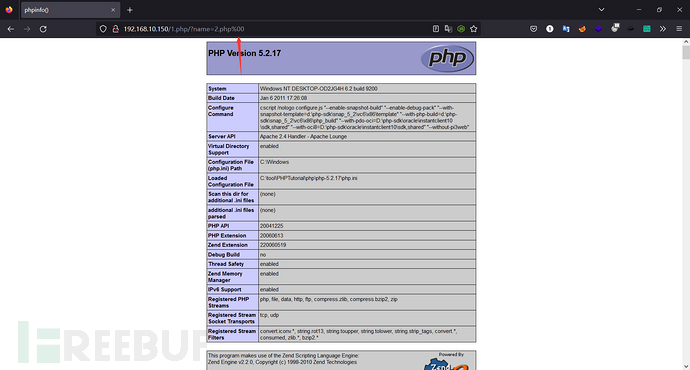 phpinfo()
192.168.10.150/1.php/?name=2.php%00
PHP Version 5.2.17
php
System Windows NT DESKTOP-OD2JG4H 6.2 build 9200
Build Date Jan 6 2011 17:26:08
Configure Command cscript /nologo configure.js "--enable-snapshot-build" "--enable-debug-pack" "--with-
snapshot-template=d:\php-sdk\snap_5_2\vc6\x86\template" "--with-php-build=d:\php-
sdk\snap_5_2\vc6\x86\php_build" "--with-pdo-oci=D:\php-sdk\oracle\instantclient10
\sdk,shared" "--with-oci8=D:\php-sdk\oracle\instantclient10\sdk,shared" "--without-pi3web"
Server API Apache 2.4 Handler - Apache Lounge
Virtual Directory Support enabled
Configuration File (php.ini) Path C:\Windows
Loaded Configuration File C:\tool\PHPTutorial\php\php-5.2.17\php.ini
Scan this dir for additional .ini files (none)
additional .ini files parsed (none)
PHP API 20041225
PHP Extension 20060613
Zend Extension 220060519
Debug Build no
Thread Safety enabled
Zend Memory Manager enabled
IPv6 Support enabled
Registered PHP Streams php, file, data, http, ftp, compress.zlib, compress.bzip2, zip
Registered Stream Socket Transports tcp, udp
Registered Stream Filters convert.iconv.*, string.rot13, string.toupper, string.tolower, string.strip_tags, convert.*,
consumed, zlib.*, bzip2.*
This program makes use of the Zend Scripting Language Engine:
Zend Engine v2.2.0, Copyright (c) 1998-2010 Zend Technologies
Powered By
Zend
REEBUF